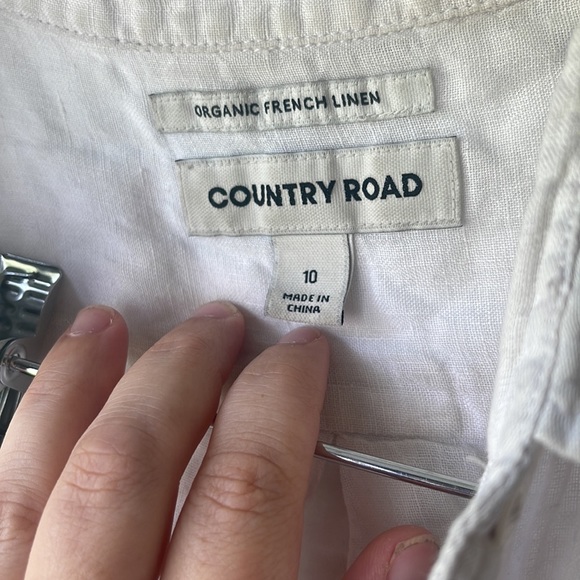 ORGANIC FRENCH LINEN
COUNTRY ROAD
10
MADE IN
CHINA